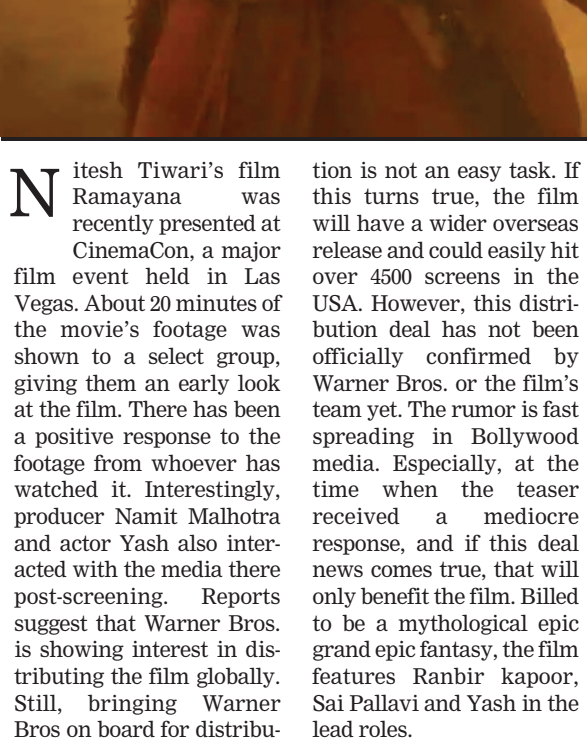 Nitesh Tiwari's film
Ramayana was
recently presented at
CinemaCon, a major
film event held in Las
Vegas. About 20 minutes of
the movie's footage was
shown to a select group,
giving them an early look
at the film. There has been
a positive response to the
footage from whoever has
watched it. Interestingly,
producer Namit Malhotra
and actor Yash also inter-
acted with the media there
post-screening. Reports
suggest that Warner Bros.
is showing interest in dis-
tributing the film globally.
Still, bringing Warner
Bros on board for distribu-
tion is not an easy task. If
this turns true, the film
will have a wider overseas
release and could easily hit
over 4500 screens in the
USA. However, this distri-
bution deal has not been
officially confirmed by
Warner Bros. or the film's
team yet. The rumor is fast
spreading in Bollywood
media. Especially, at the
time when the teaser
received a mediocre
response, and if this deal
news comes true, that will
only benefit the film. Billed
to be a mythological epic
grand epic fantasy, the film
features Ranbir kapoor,
Sai Pallavi and Yash in the
lead roles.